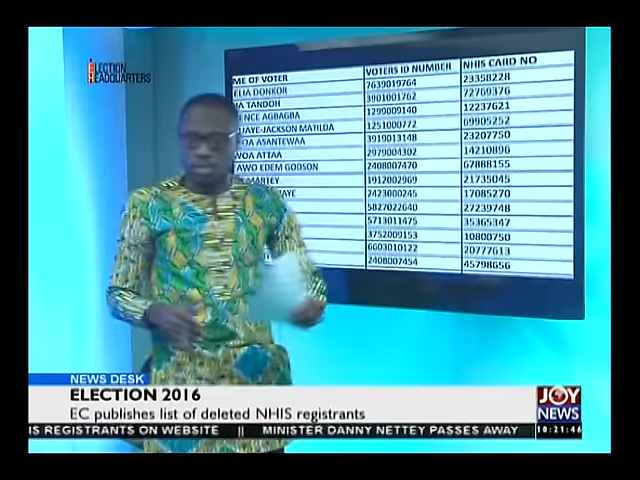 ELECTION
HEADQUARTERS
ME OF VOTER VOTERS ID NUMBER NHIS CARD NO
ELIA DONKOR 7639019764 23358228
A TANDOH 3901001762 72769376
ENCE AGBAGBA 1299009140 12237621
JAYE-JACKSON MATILDA 1251000772 69905252
OA ASANTEWAA 3919013148 23207750
WOA ATTAA 2979004302 14210896
AWO EDEM GODSON 2408007470 67888155
MARTEY 1912002969 21735045
AYE 2423000245 17085270
5827022640 27239748
5713011475 35365347
3752009153 10800750
6603010122 20777613
2408007454 45798656
NEWS DESK
ELECTION 2016
EC publishes list of deleted NHIS registrants
JOY
NEWS
IS REGISTRANTS ON WEBSITE || MINISTER DANNY NETTEY PASSES AWAY
10:21:46